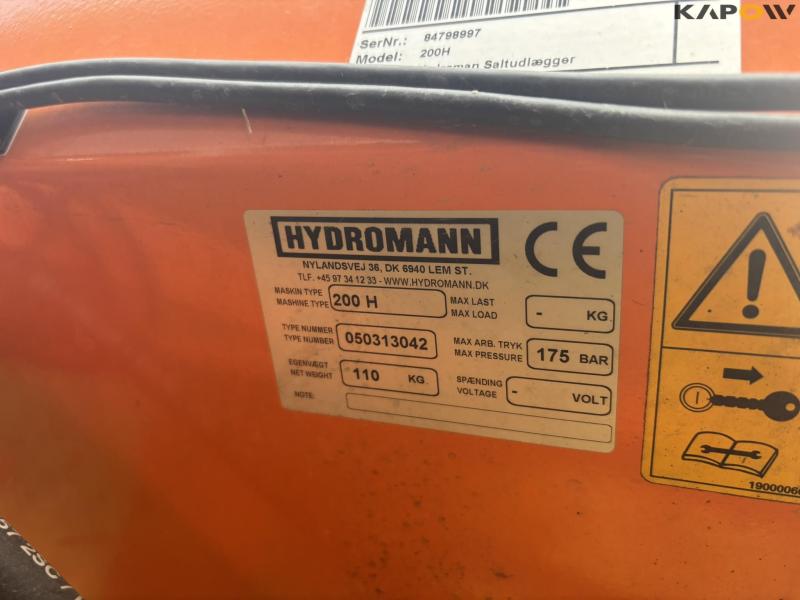 KAPOW
SerNr.: 84798997
Model: 200H
Saltudlægger
HYDROMANN
CE
NYLANDSVEJ 36, DK 6940 LEM ST.
TLF. +45 97 34 12 33 - WWW.HYDROMANN.DK
MASKIN TYPE
MASHINE TYPE 200 H
MAX LAST
MAX LOAD - KG.
TYPE NUMMER
TYPE NUMBER 050313042
MAX ARB. TRYK
MAX PRESSURE 175 BAR
EGENVÆGT
NET WEIGHT 110 KG.
SPÆNDING
VOLTAGE - VOLT
NOTE: